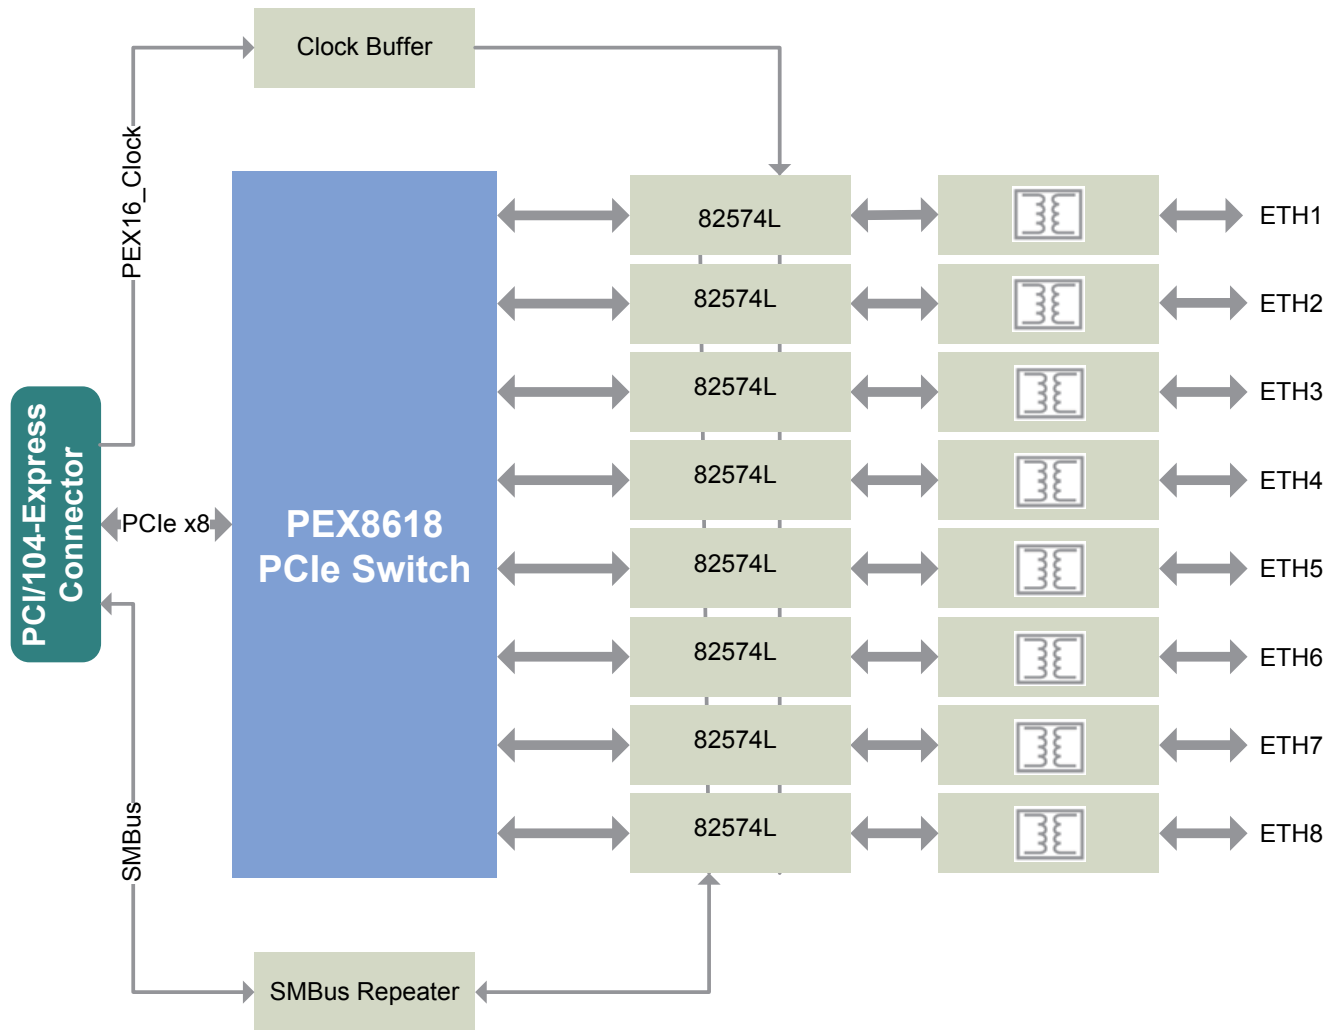 Clock Buffer
PEX16_Clock
82574L
ETH1
82574L
ETH2
82574L
ETH3
PCI/104-Express
Connector
82574L
ETH4
PCIe x8
PEX8618
PCIe Switch
82574L
ETH5
82574L
ETH6
82574L
ETH7
SMBus
82574L
ETH8
SMBus Repeater